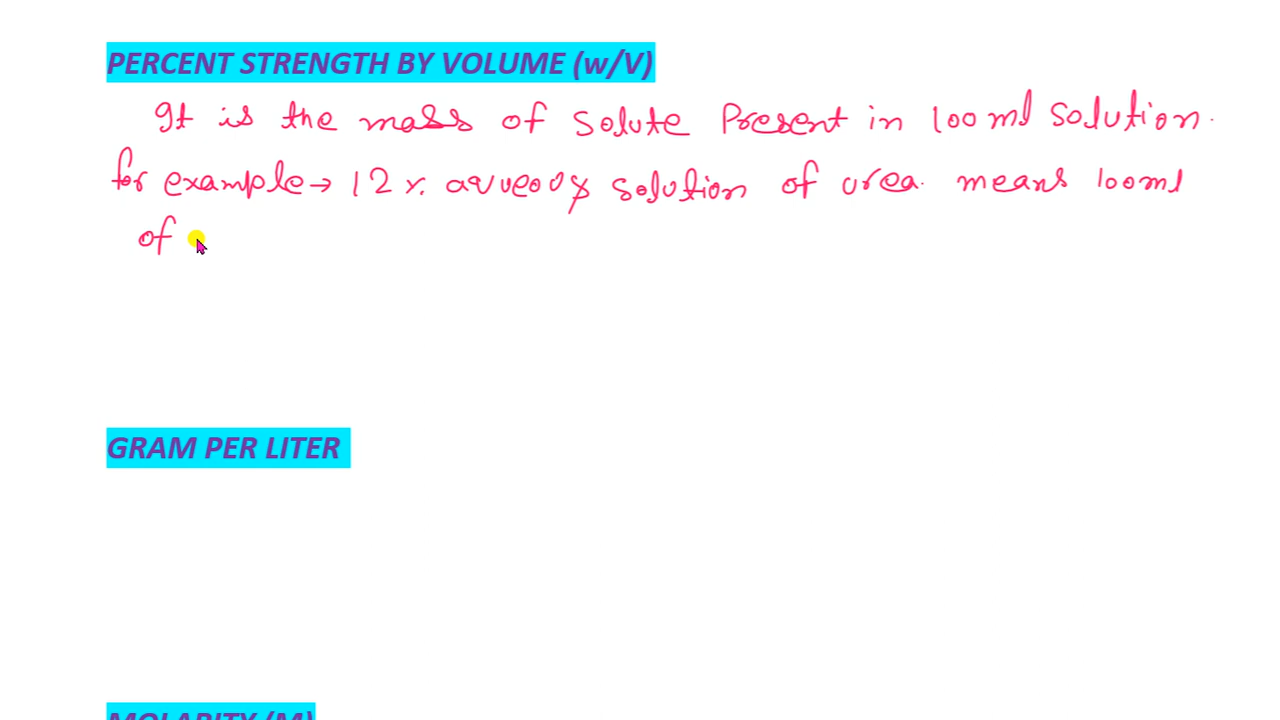 PERCENT STRENGTH BY VOLUME (w/V)
It is the mass of solute Present in 100ml solution.
for example → 12 %. aqueous solution of urea. means 100ml
of
GRAM PER LITER
MOLARITY (M)